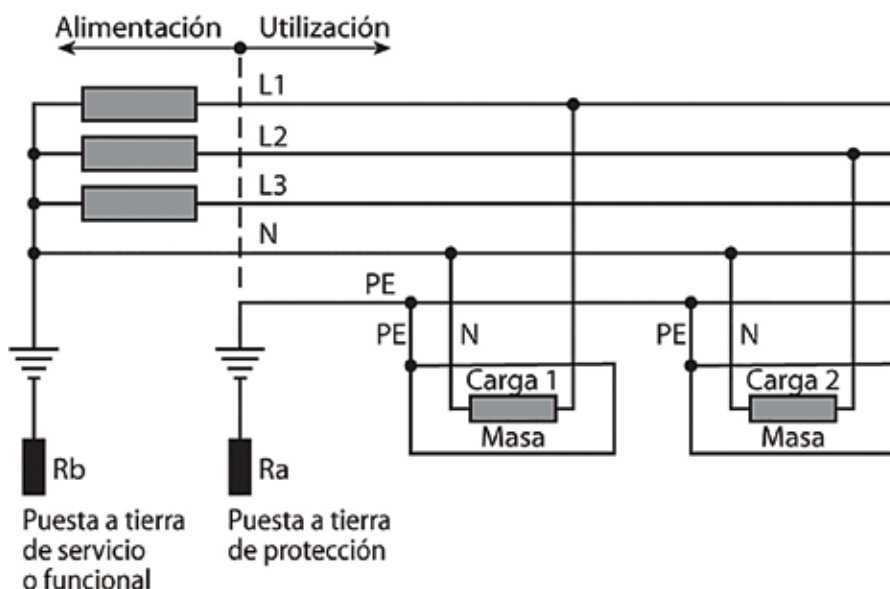 Alimentación Utilización
L1
L2
L3
N
PE
PE N PE N
Carga 1 Carga 2
Masa Masa
Rb Ra
Puesta a tierra Puesta a tierra
de servicio de protección
o funcional